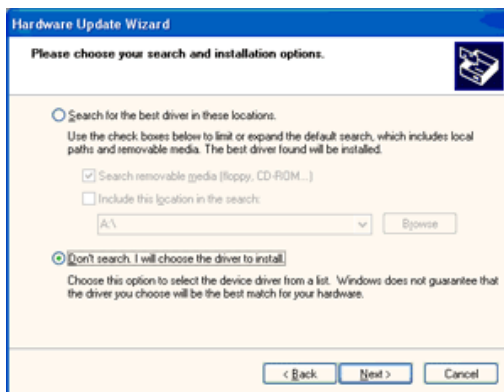 Hardware Update Wizard
Please choose your search and installation options.
Search for the best driver in these locations.
Use the check boxes below to limit or expand the default search, which includes local
paths and removable media. The best driver found will be installed.
Search removable media (floppy, CD-ROM...)
Include this location in the search:
A:\
Browse
Don't search. I will choose the driver to install.
Choose this option to select the device driver from a list. Windows does not guarantee that
the driver you choose will be the best match for your hardware.
< Back
Next >
Cancel